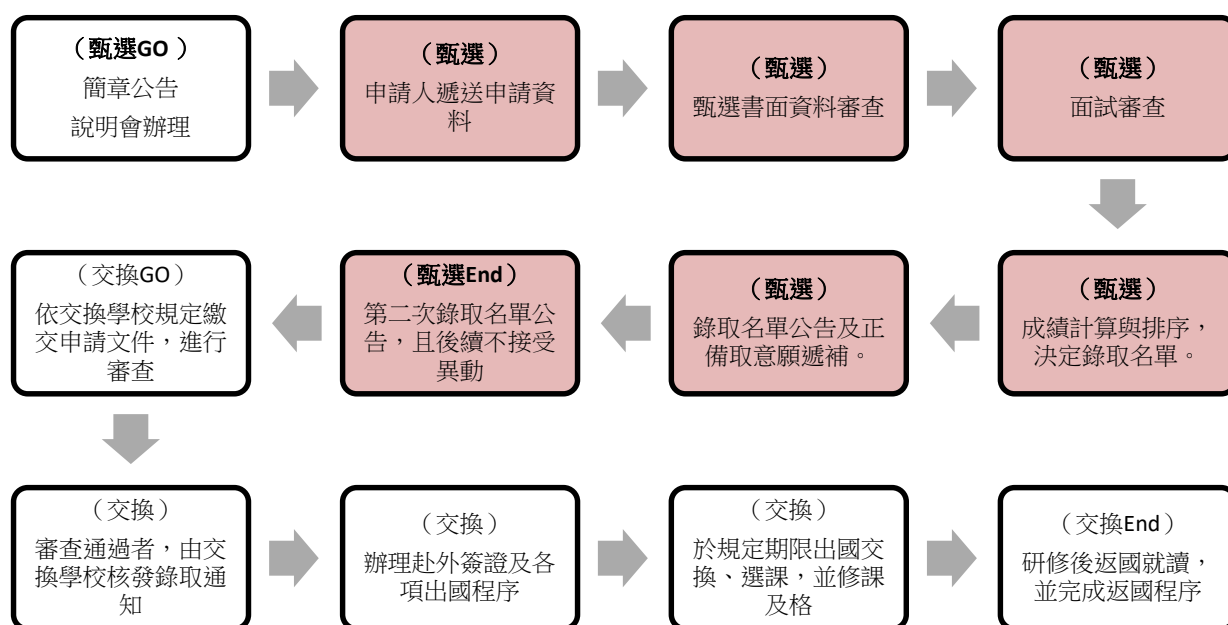 （甄選GO）
簡章公告
說明會辦理
（甄選）
申請人遞送申請資
料
（甄選）
甄選書面資料審查
（甄選）
面試審查
（交換GO）
依交換學校規定繳
交申請文件，進行
審查
（甄選End）
第二次錄取名單公
告，且後續不接受
異動
（甄選）
錄取名單公告及正
備取意願遞補。
（甄選）
成績計算與排序，
決定錄取名單。
（交換）
審查通過者，由交
換學校核發錄取通
知
（交換）
辦理赴外簽證及各
項出國程序
（交換）
於規定期限出國交
換、選課，並修課
及格
（交換End）
研修後返國就讀，
並完成返國程序